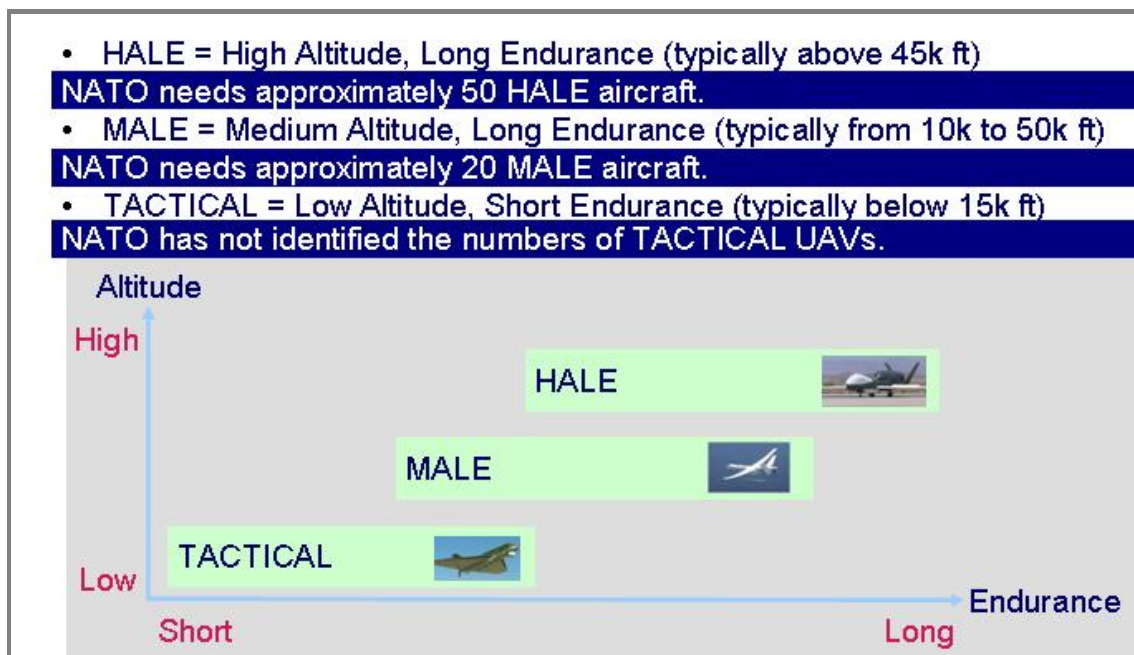 • HALE = High Altitude, Long Endurance (typically above 45k ft)
NATO needs approximately 50 HALE aircraft.
• MALE = Medium Altitude, Long Endurance (typically from 10k to 50k ft)
NATO needs approximately 20 MALE aircraft.
• TACTICAL = Low Altitude, Short Endurance (typically below 15k ft)
NATO has not identified the numbers of TACTICAL UAVs.
Altitude
High
HALE
MALE
TACTICAL
Low
Endurance
Short
Long